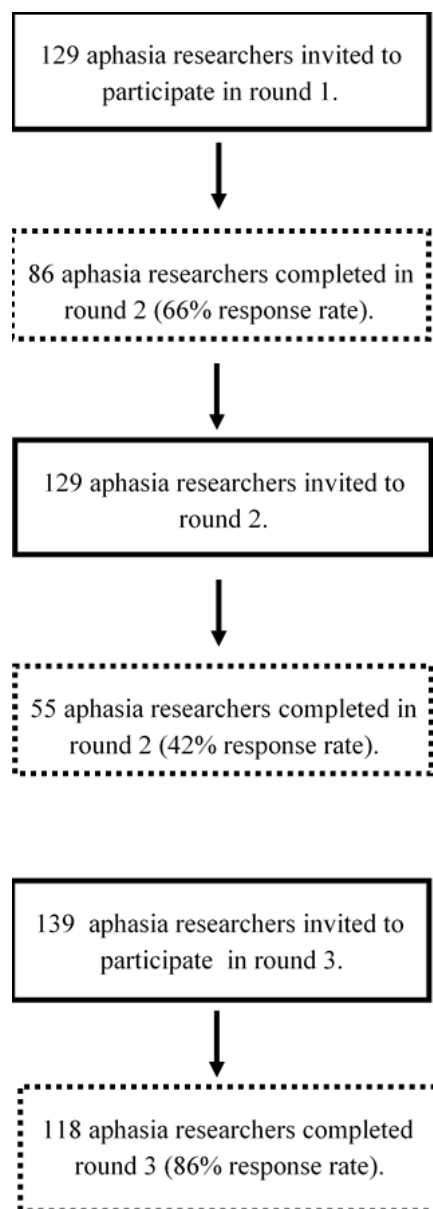 129 aphasia researchers invited to
participate in round 1.
86 aphasia researchers completed in
round 2 (66% response rate).
129 aphasia researchers invited to
round 2.
55 aphasia researchers completed in
round 2 (42% response rate).
139 aphasia researchers invited to
participate in round 3.
118 aphasia researchers completed
round 3 (86% response rate).